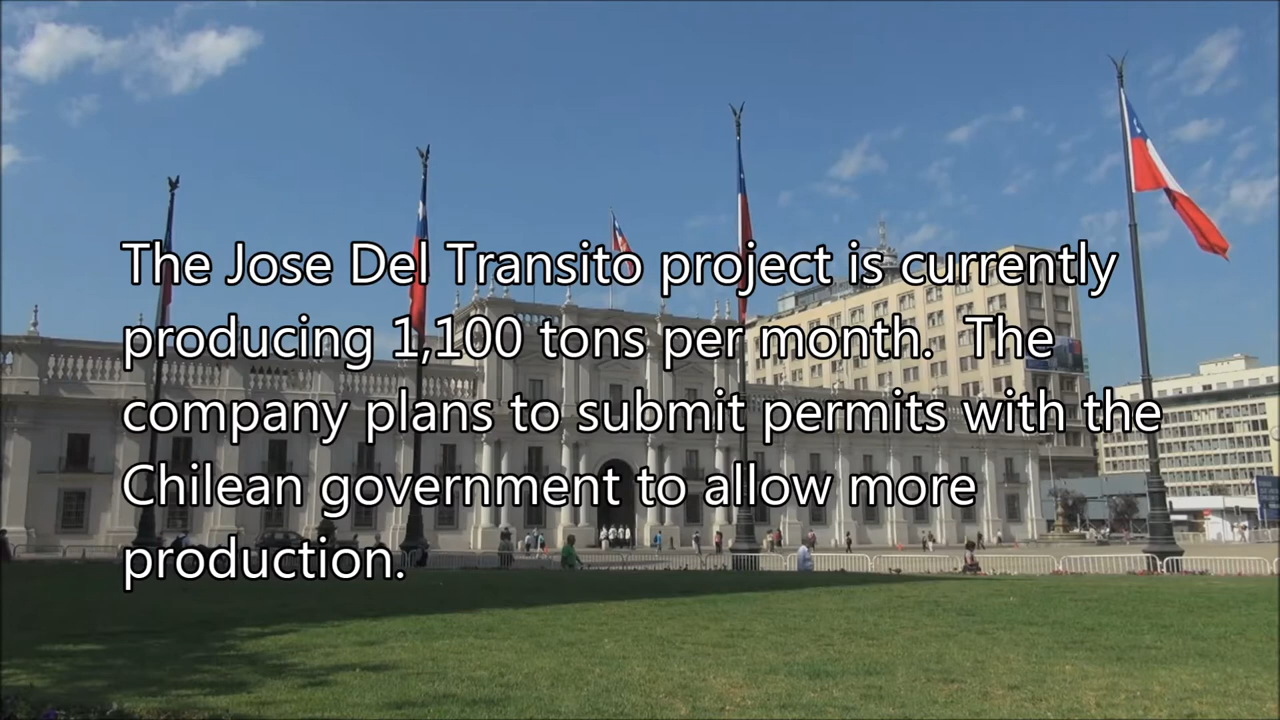 The Jose Del Transito project is currently
producing 1,100 tons per month.  The
company plans to submit permits with the
Chilean government to allow more
production.